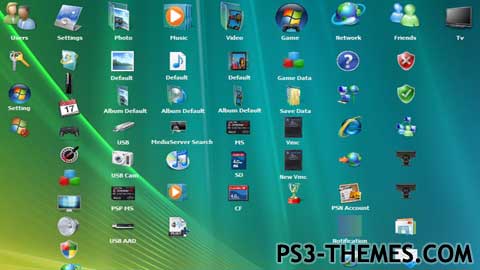 Users Settings Photo Music Video Game Network Friends Tv
Default Default Default Game Data
Setting
Album Default Album Default Album Default Save Data
17
USB MediaServer Search MS Vmc
USB Cam SD New Vmc
PSP MS CF PSN Account
USB AAD Notification
PS3-THEMES.COM